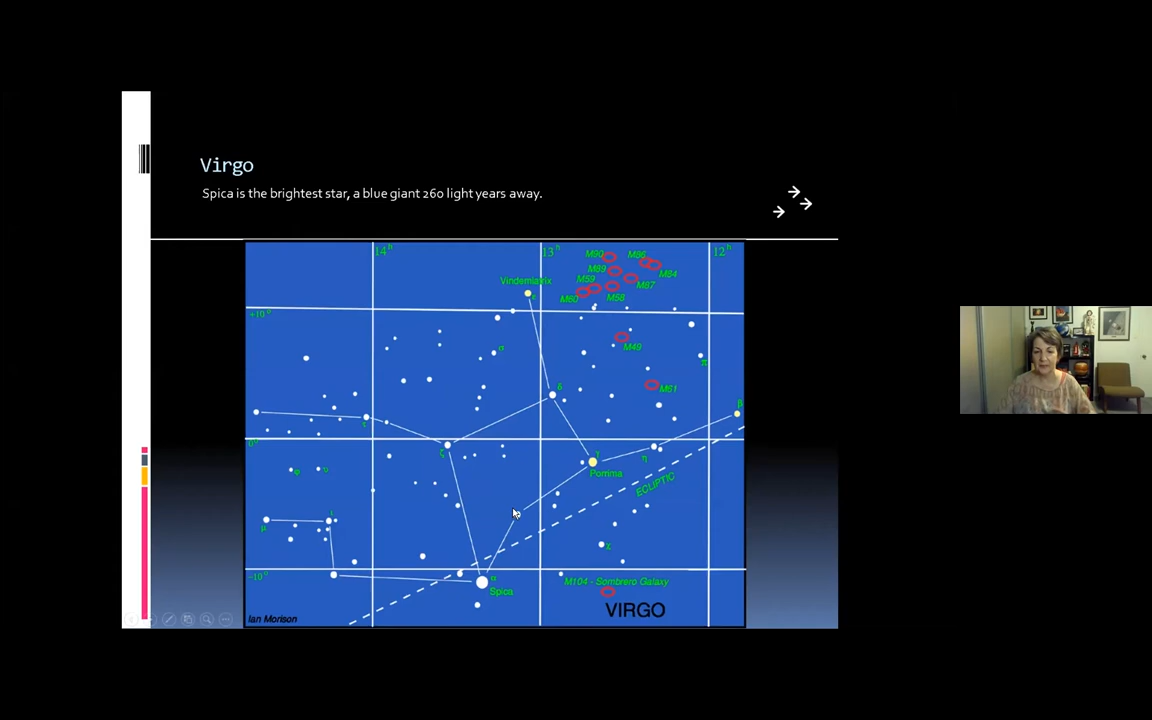 Virgo
Spica is the brightest star, a blue giant 260 light years away.
14h
13h
12h
M90
M86
M89
M84
M59
M87
M60
M58
Vindemiatrix
ε
+10°
M49
σ
π
M61
δ
β
τ
0°
ζ
γ
η
Porrima
φ
υ
ECLIPTIC
ι
μ
χ
-10°
α
Spica
M104 - Sombrero Galaxy
VIRGO
Ian Morison